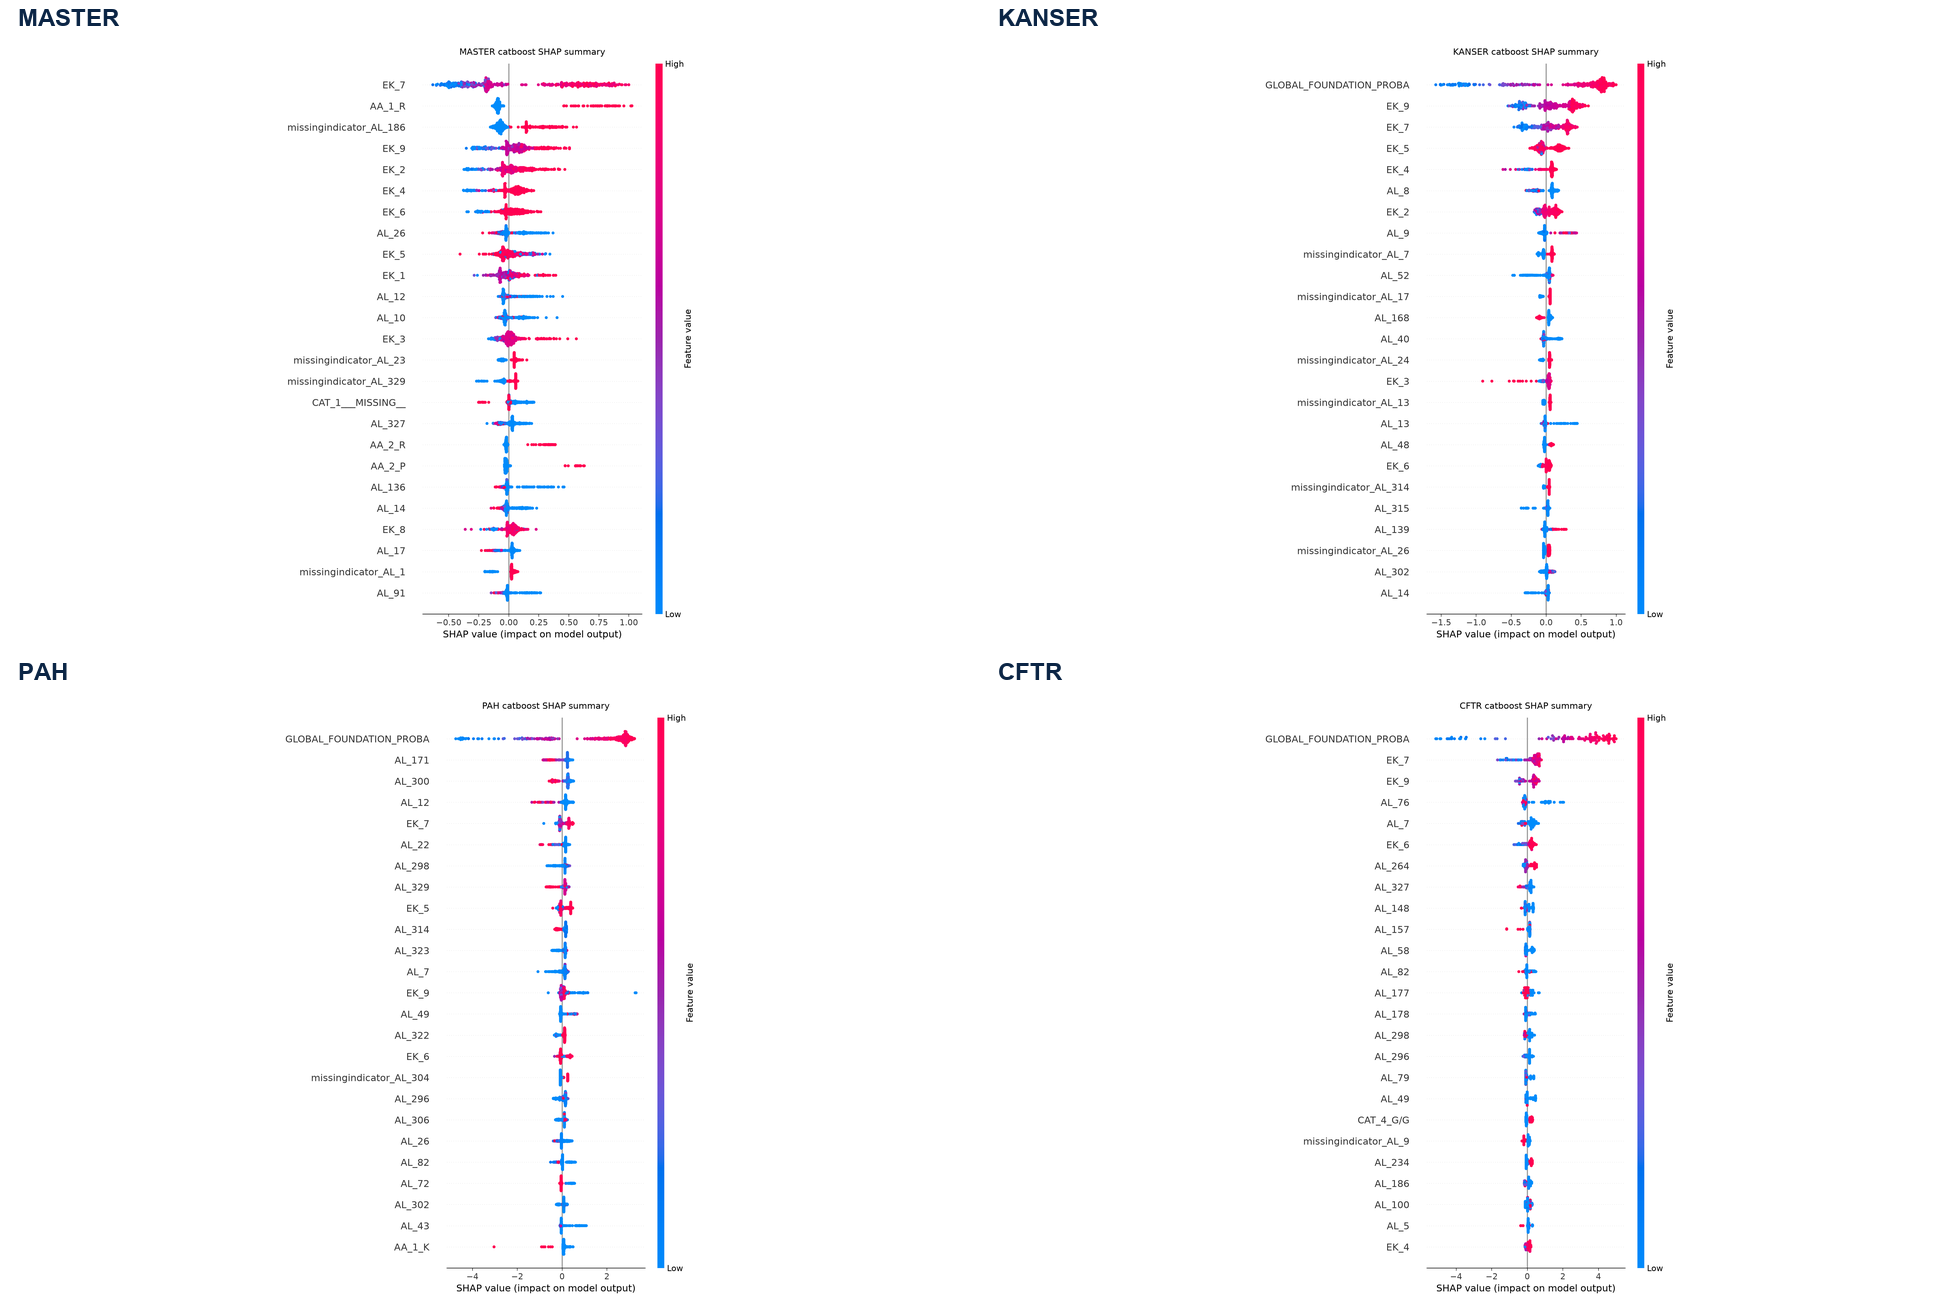 MASTER
MASTER catboost SHAP summary
High
EK_7
AA_1_R
missingindicator_AL_186
EK_9
EK_2
EK_4
EK_6
AL_26
EK_5
EK_1
AL_12
AL_10
EK_3
missingindicator_AL_23
missingindicator_AL_329
CAT_1___MISSING__
AL_327
AA_2_R
AA_2_P
AL_136
AL_14
EK_8
AL_17
missingindicator_AL_1
AL_91
Feature value
Low
−0.50 −0.25 0.00 0.25 0.50 0.75 1.00
SHAP value (impact on model output)
KANSER
KANSER catboost SHAP summary
High
GLOBAL_FOUNDATION_PROBA
EK_9
EK_7
EK_5
EK_4
AL_8
EK_2
AL_9
missingindicator_AL_7
AL_52
missingindicator_AL_17
AL_168
AL_40
missingindicator_AL_24
EK_3
missingindicator_AL_13
AL_13
AL_48
EK_6
missingindicator_AL_314
AL_315
AL_139
missingindicator_AL_26
AL_302
AL_14
Feature value
Low
−1.5 −1.0 −0.5 0.0 0.5 1.0
SHAP value (impact on model output)
PAH
PAH catboost SHAP summary
High
GLOBAL_FOUNDATION_PROBA
AL_171
AL_300
AL_12
EK_7
AL_22
AL_298
AL_329
EK_5
AL_314
AL_323
AL_7
EK_9
AL_49
AL_322
EK_6
missingindicator_AL_304
AL_296
AL_306
AL_26
AL_82
AL_72
AL_302
AL_43
AA_1_K
Feature value
Low
−4 −2 0 2
SHAP value (impact on model output)
CFTR
CFTR catboost SHAP summary
High
GLOBAL_FOUNDATION_PROBA
EK_7
EK_9
AL_76
AL_7
EK_6
AL_264
AL_327
AL_148
AL_157
AL_58
AL_82
AL_177
AL_178
AL_298
AL_296
AL_79
AL_49
CAT_4_G/G
missingindicator_AL_9
AL_234
AL_186
AL_100
AL_5
EK_4
Feature value
Low
−4 −2 0 2 4
SHAP value (impact on model output)